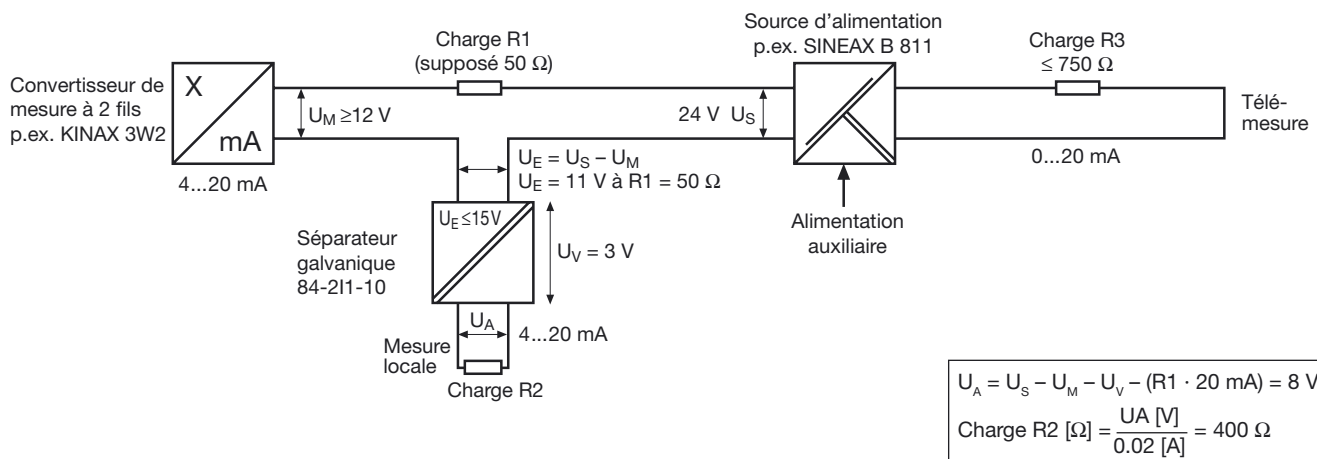 Source d'alimentation
p.ex. SINEAX B 811
Charge R1
(supposé 50 Ω)
Charge R3
≤ 750 Ω
Convertisseur de
mesure à 2 fils
p.ex. KINAX 3W2
X
mA
U_M ≥12 V
24 V U_S
Télé-
mesure
4...20 mA
0...20 mA
U_E = U_S – U_M
U_E = 11 V à R1 = 50 Ω
Alimentation
auxiliaire
U_E ≤15V
Séparateur
galvanique
84-2I1-10
U_V = 3 V
U_A
4...20 mA
Mesure
locale
Charge R2
U_A = U_S – U_M – U_V – (R1 · 20 mA) = 8 V
Charge R2 [Ω] = UA [V] / 0.02 [A] = 400 Ω